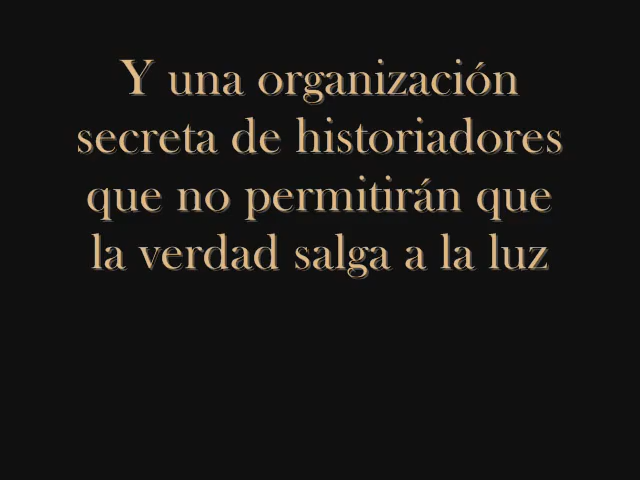 Y una organización
secreta de historiadores
que no permitirán que
la verdad salga a la luz